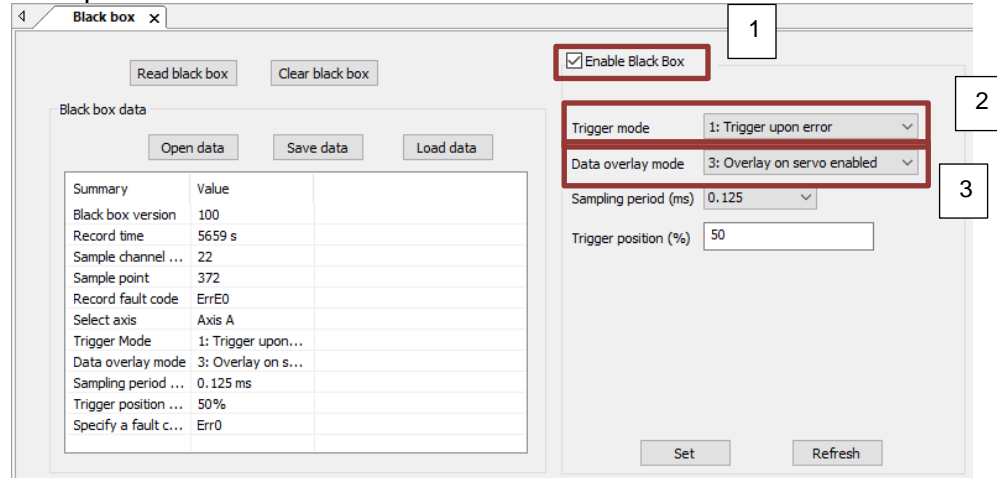 Black box x
1
Read black box Clear black box
Enable Black Box
Black box data
2
Trigger mode 1: Trigger upon error
Open data Save data Load data
Data overlay mode 3: Overlay on servo enabled
3
Summary Value
Sampling period (ms) 0.125
Black box version 100
Record time 5659 s
Trigger position (%) 50
Sample channel ... 22
Sample point 372
Record fault code ErrE0
Select axis Axis A
Trigger Mode 1: Trigger upon...
Data overlay mode 3: Overlay on s...
Sampling period ... 0.125 ms
Trigger position ... 50%
Specify a fault c... Err0
Set Refresh